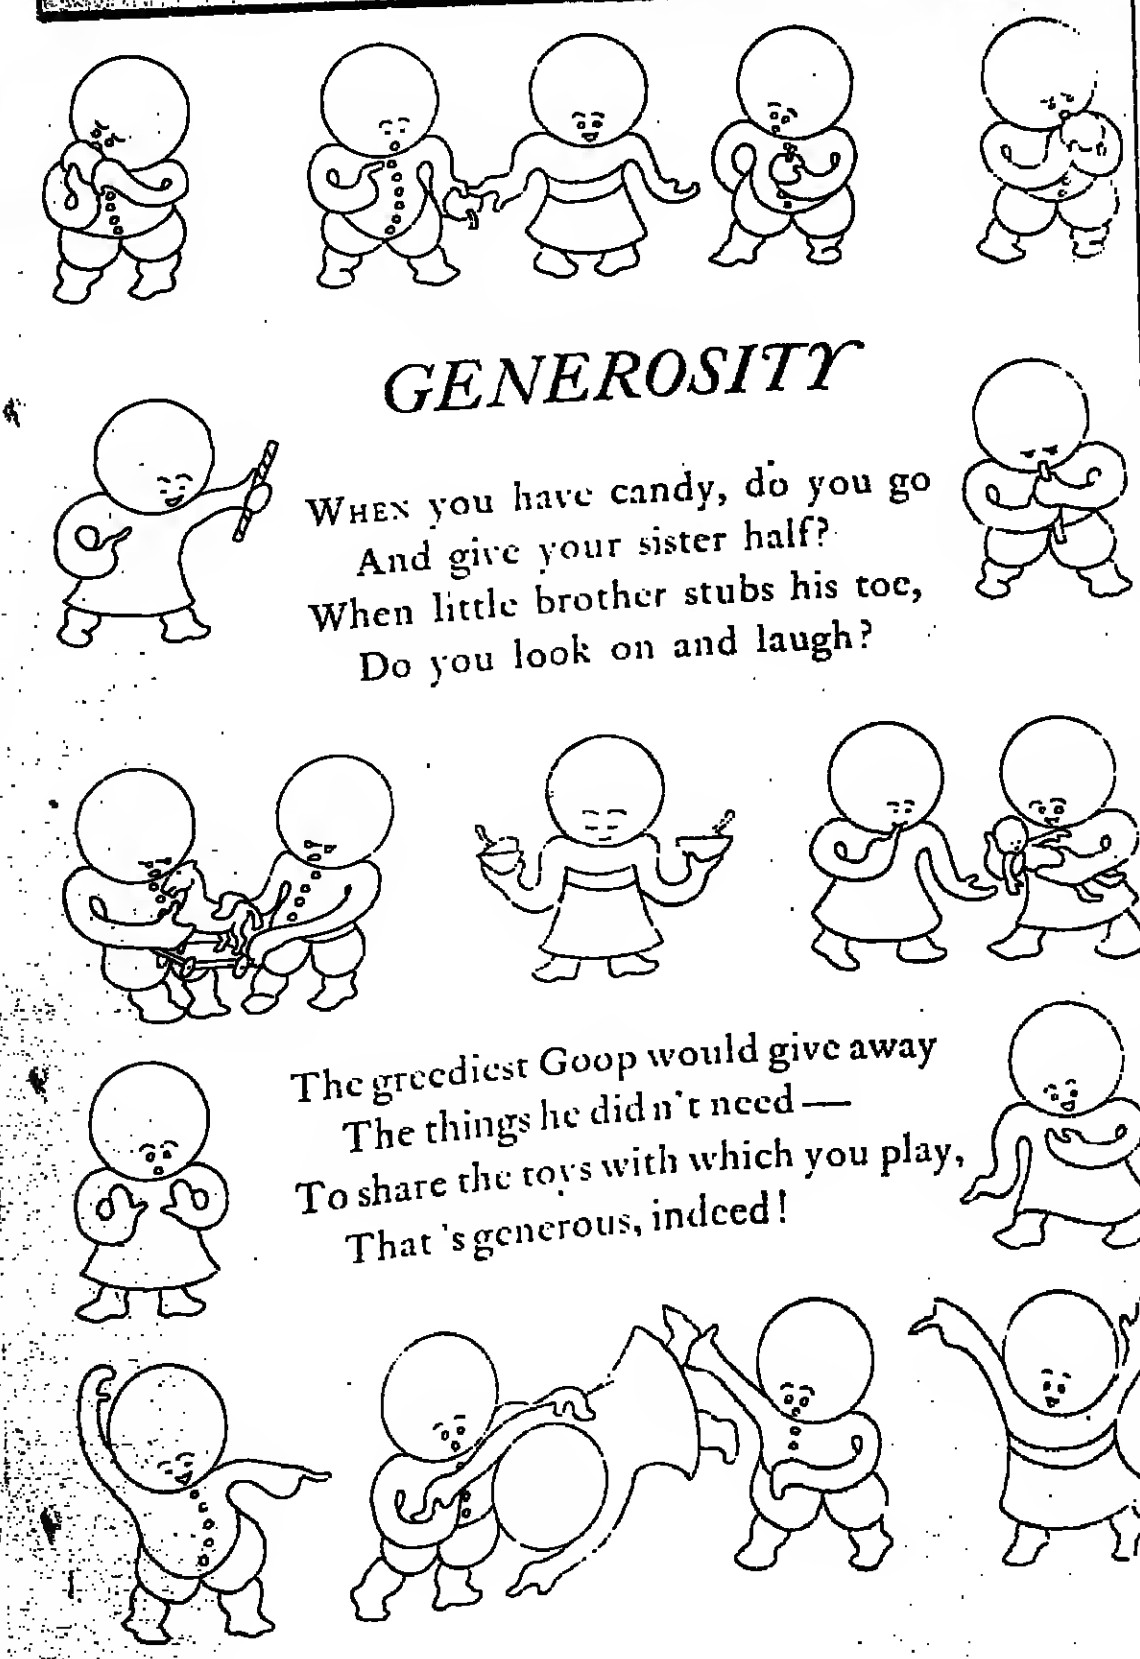 GENEROSITY
WHEN you have candy, do you go
And give your sister half?
When little brother stubs his toe,
Do you look on and laugh?
The greediest Goop would give away
The things he didn't need —
To share the toys with which you play,
That 's generous, indeed!